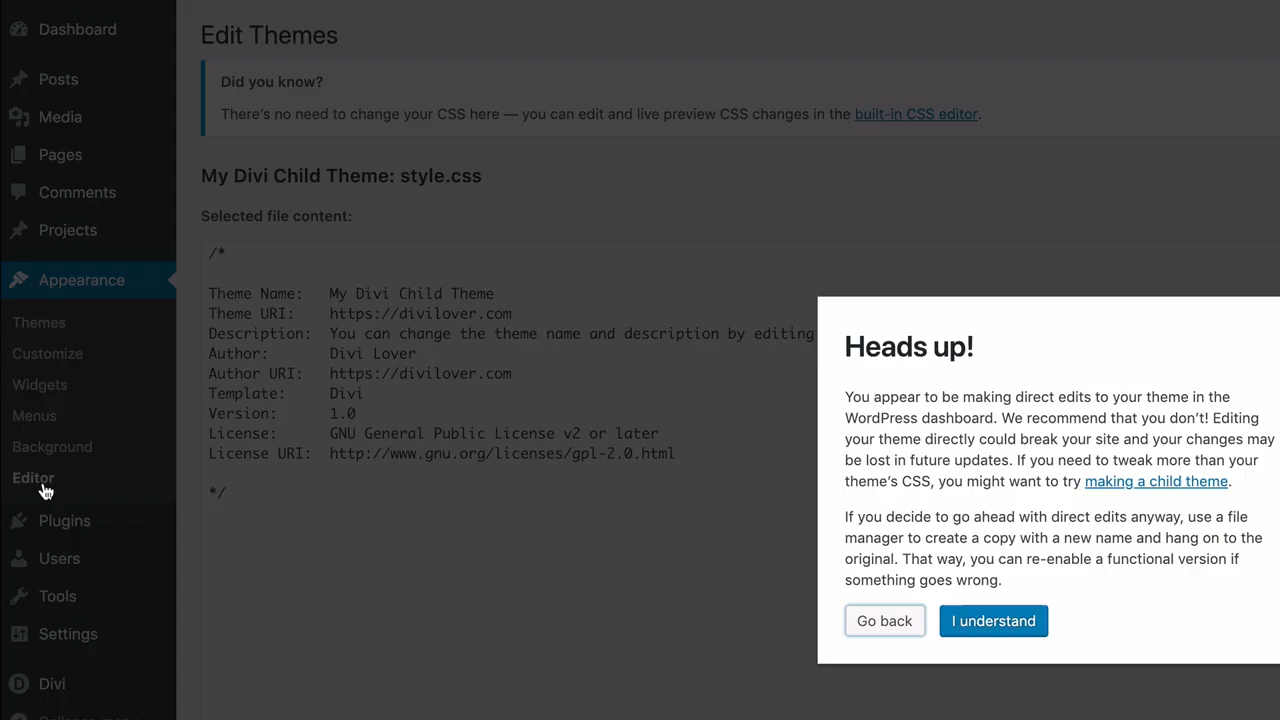 Dashboard
Posts
Media
Pages
Comments
Projects
Appearance
Themes
Customize
Widgets
Menus
Background
Editor
Plugins
Users
Tools
Settings
Divi
Collapse menu
Edit Themes
Did you know?
There's no need to change your CSS here — you can edit and live preview CSS changes in the built-in CSS editor.
My Divi Child Theme: style.css
Selected file content:
/*
Theme Name: My Divi Child Theme
Theme URI: https://divilover.com
Description: You can change the theme name and description by editing
Author: Divi Lover
Author URI: https://divilover.com
Template: Divi
Version: 1.0
License: GNU General Public License v2 or later
License URI: http://www.gnu.org/licenses/gpl-2.0.html
*/
Heads up!
You appear to be making direct edits to your theme in the
WordPress dashboard. We recommend that you don't! Editing
your theme directly could break your site and your changes may
be lost in future updates. If you need to tweak more than your
theme's CSS, you might want to try making a child theme.
If you decide to go ahead with direct edits anyway, use a file
manager to create a copy with a new name and hang on to the
original. That way, you can re-enable a functional version if
something goes wrong.
Go back
I understand